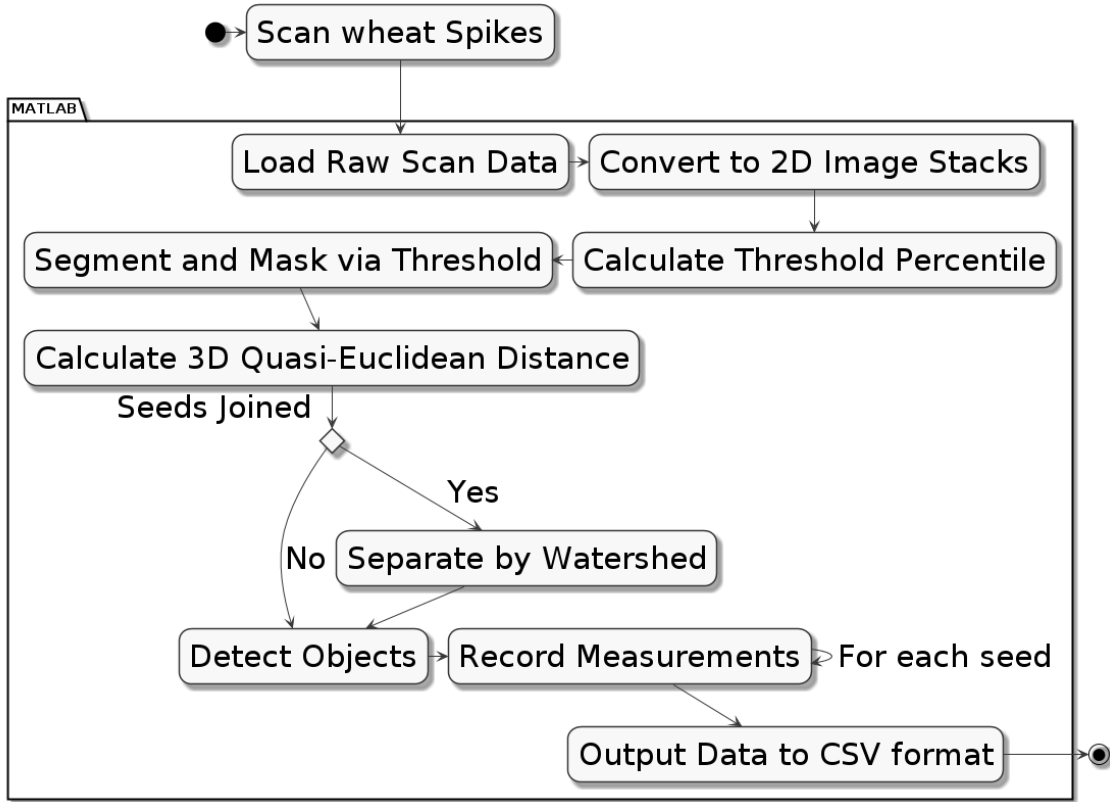 Scan wheat Spikes
MATLAB
Load Raw Scan Data
Convert to 2D Image Stacks
Segment and Mask via Threshold
Calculate Threshold Percentile
Calculate 3D Quasi-Euclidean Distance
Seeds Joined
Yes
No
Separate by Watershed
Detect Objects
Record Measurements
For each seed
Output Data to CSV format